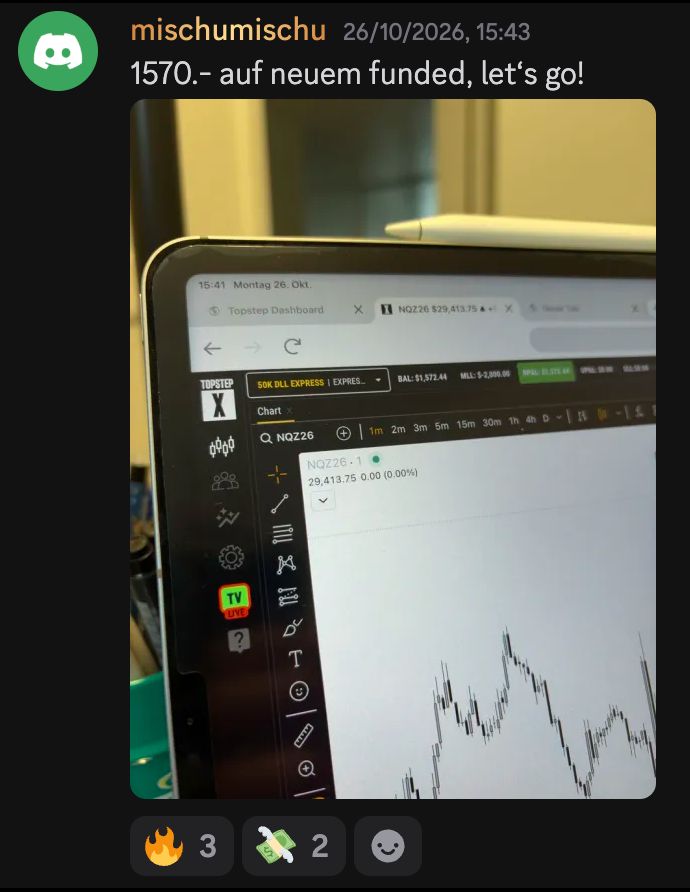 mischumischu 26/10/2026, 15:43
1570.- auf neuem funded, let‘s go!
15:41 Montag 26. Okt.
Topstep Dashboard
NQZ26 $29,413.75
TOPSTEP
X
50K DLL EXPRESS | EXPRES...
BAL: $1,572.44
MLL: $-2,000.00
Chart
NQZ26
1m 2m 3m 5m 15m 30m 1h 4h D
NQZ26 · 1
29,413.75 0.00 (0.00%)
TV
LIVE
?
T
3
2